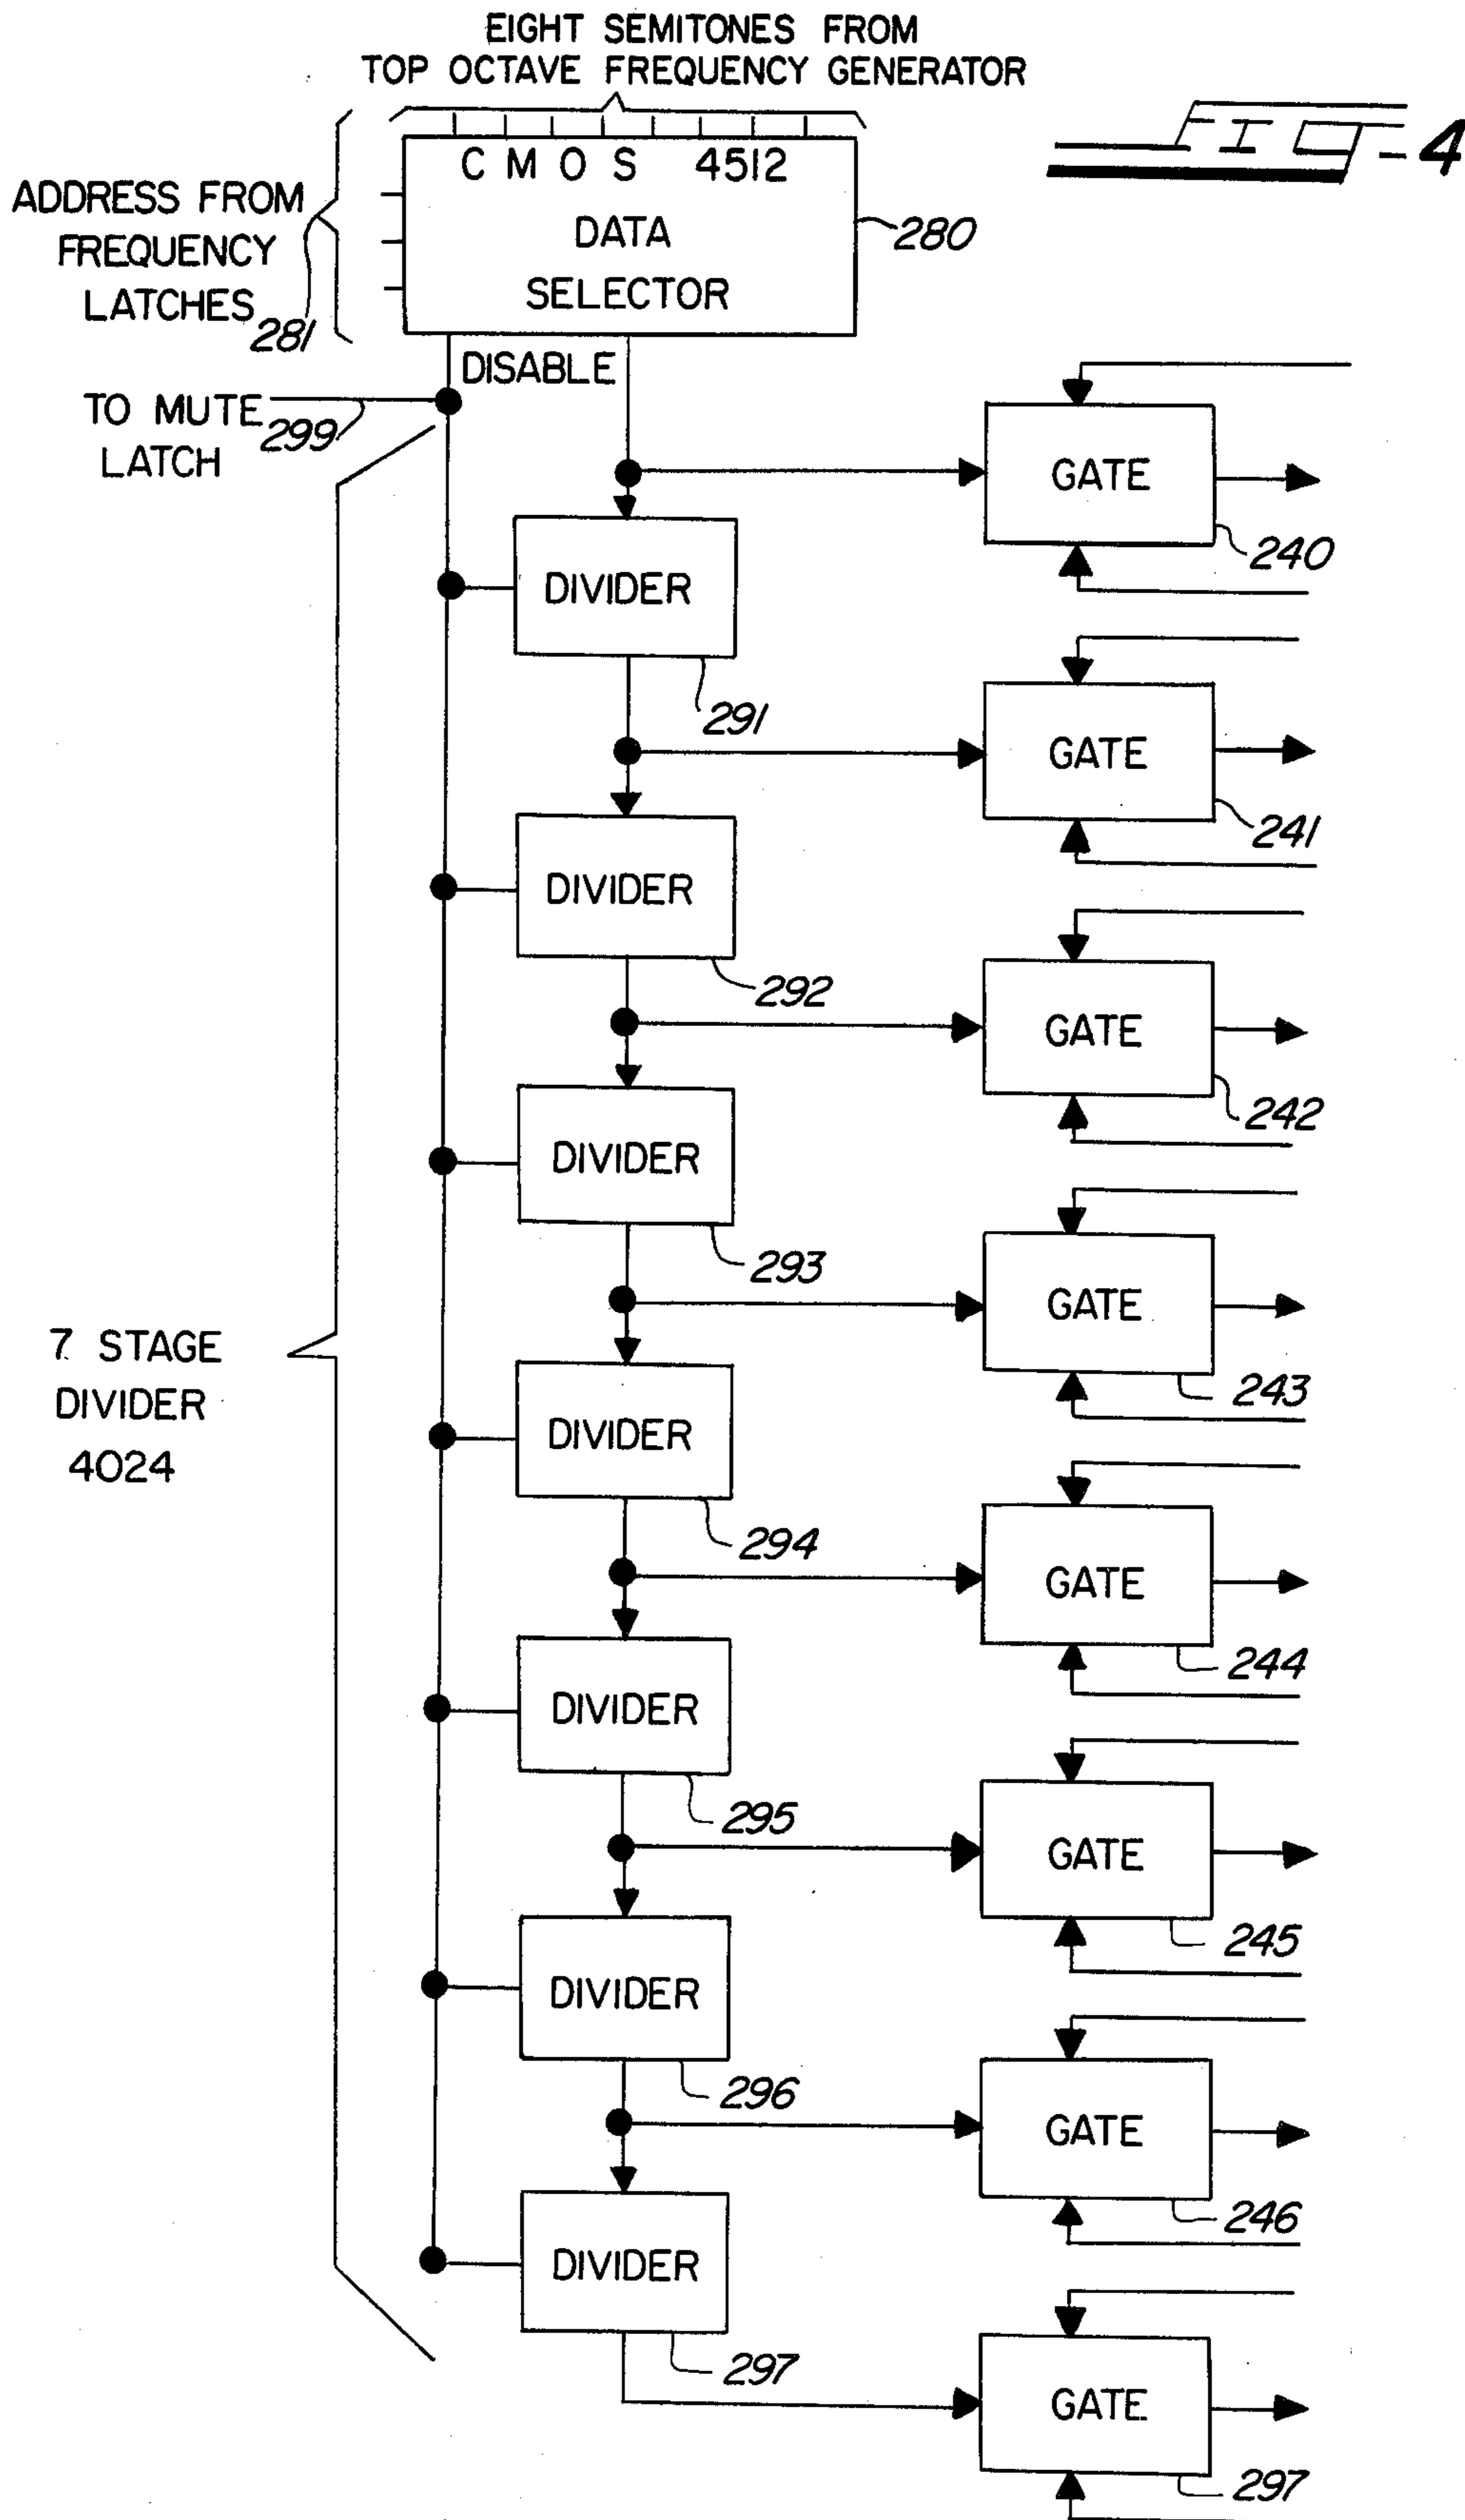 EIGHT SEMITONES FROM
TOP OCTAVE FREQUENCY GENERATOR
FIG-4
CMOS 4512
DATA
SELECTOR
280
ADDRESS FROM
FREQUENCY
LATCHES
281
DISABLE
TO MUTE
LATCH
299
GATE
240
DIVIDER
291
GATE
241
DIVIDER
292
GATE
242
DIVIDER
293
GATE
243
7 STAGE
DIVIDER
4024
DIVIDER
294
GATE
244
DIVIDER
295
GATE
245
DIVIDER
296
GATE
246
DIVIDER
297
GATE
297